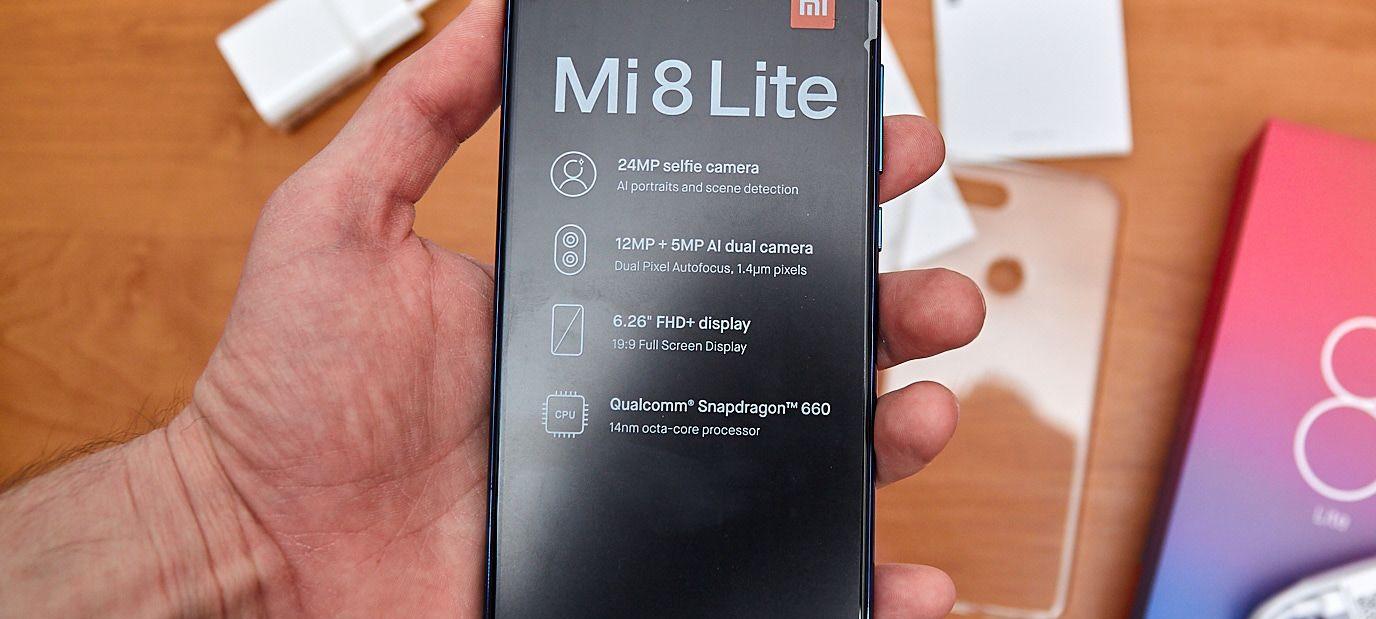 mi
Mi 8 Lite
24MP selfie camera
AI portraits and scene detection
12MP + 5MP AI dual camera
Dual Pixel Autofocus, 1.4μm pixels
6.26" FHD+ display
19:9 Full Screen Display
CPU
Qualcomm® Snapdragon™ 660
14nm octa-core processor
8
Lite